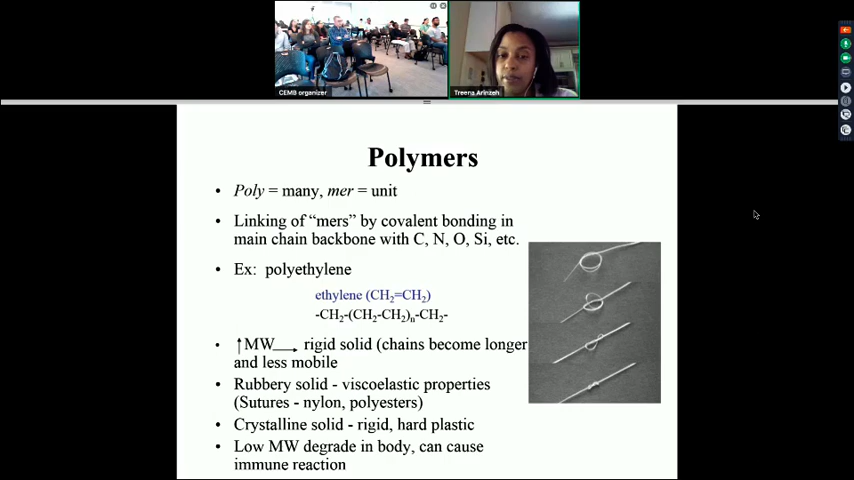 CEMB organizer
Treena Arinzeh
Polymers
• Poly = many, mer = unit
• Linking of “mers” by covalent bonding in
main chain backbone with C, N, O, Si, etc.
• Ex: polyethylene
ethylene (CH₂=CH₂)
-CH₂-(CH₂-CH₂)ₙ-CH₂-
• ↑MW→ rigid solid (chains become longer
and less mobile
• Rubbery solid - viscoelastic properties
(Sutures - nylon, polyesters)
• Crystalline solid - rigid, hard plastic
• Low MW degrade in body, can cause
immune reaction